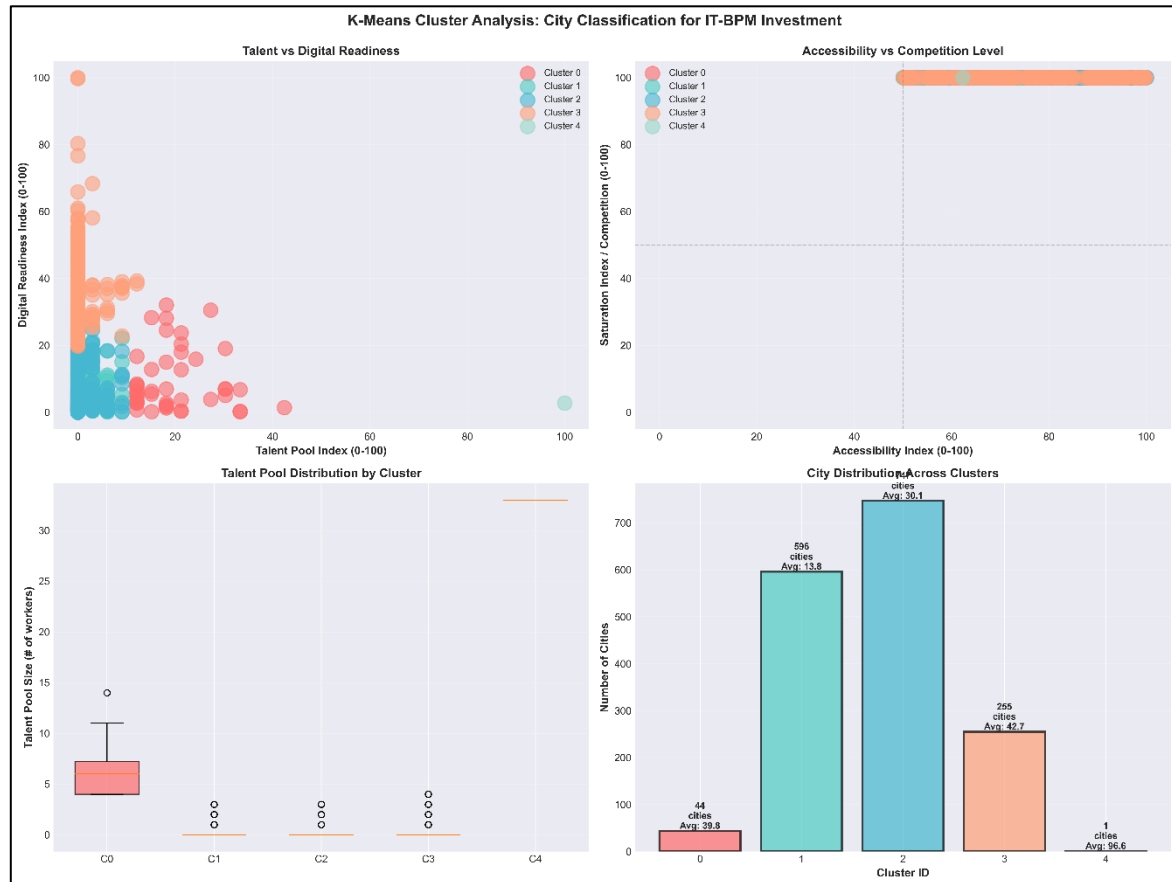 K-Means Cluster Analysis: City Classification for IT-BPM Investment
Talent vs Digital Readiness
Cluster 0
Cluster 1
Cluster 2
Cluster 3
Cluster 4
100
80
60
40
20
0
Digital Readiness Index (0-100)
0 20 40 60 80 100
Talent Pool Index (0-100)
Accessibility vs Competition Level
Cluster 0
Cluster 1
Cluster 2
Cluster 3
Cluster 4
100
80
60
40
20
0
Saturation Index / Competition (0-100)
0 20 40 60 80 100
Accessibility Index (0-100)
Talent Pool Distribution by Cluster
30
25
20
15
10
5
0
Talent Pool Size (# of workers)
C0 C1 C2 C3 C4
City Distribution Across Clusters
700
600
500
400
300
200
100
0
Number of Cities
44
cities
Avg: 39.8
596
cities
Avg: 13.8
cities
Avg: 30.1
255
cities
Avg: 42.7
1
cities
Avg: 96.6
0 1 2 3 4
Cluster ID